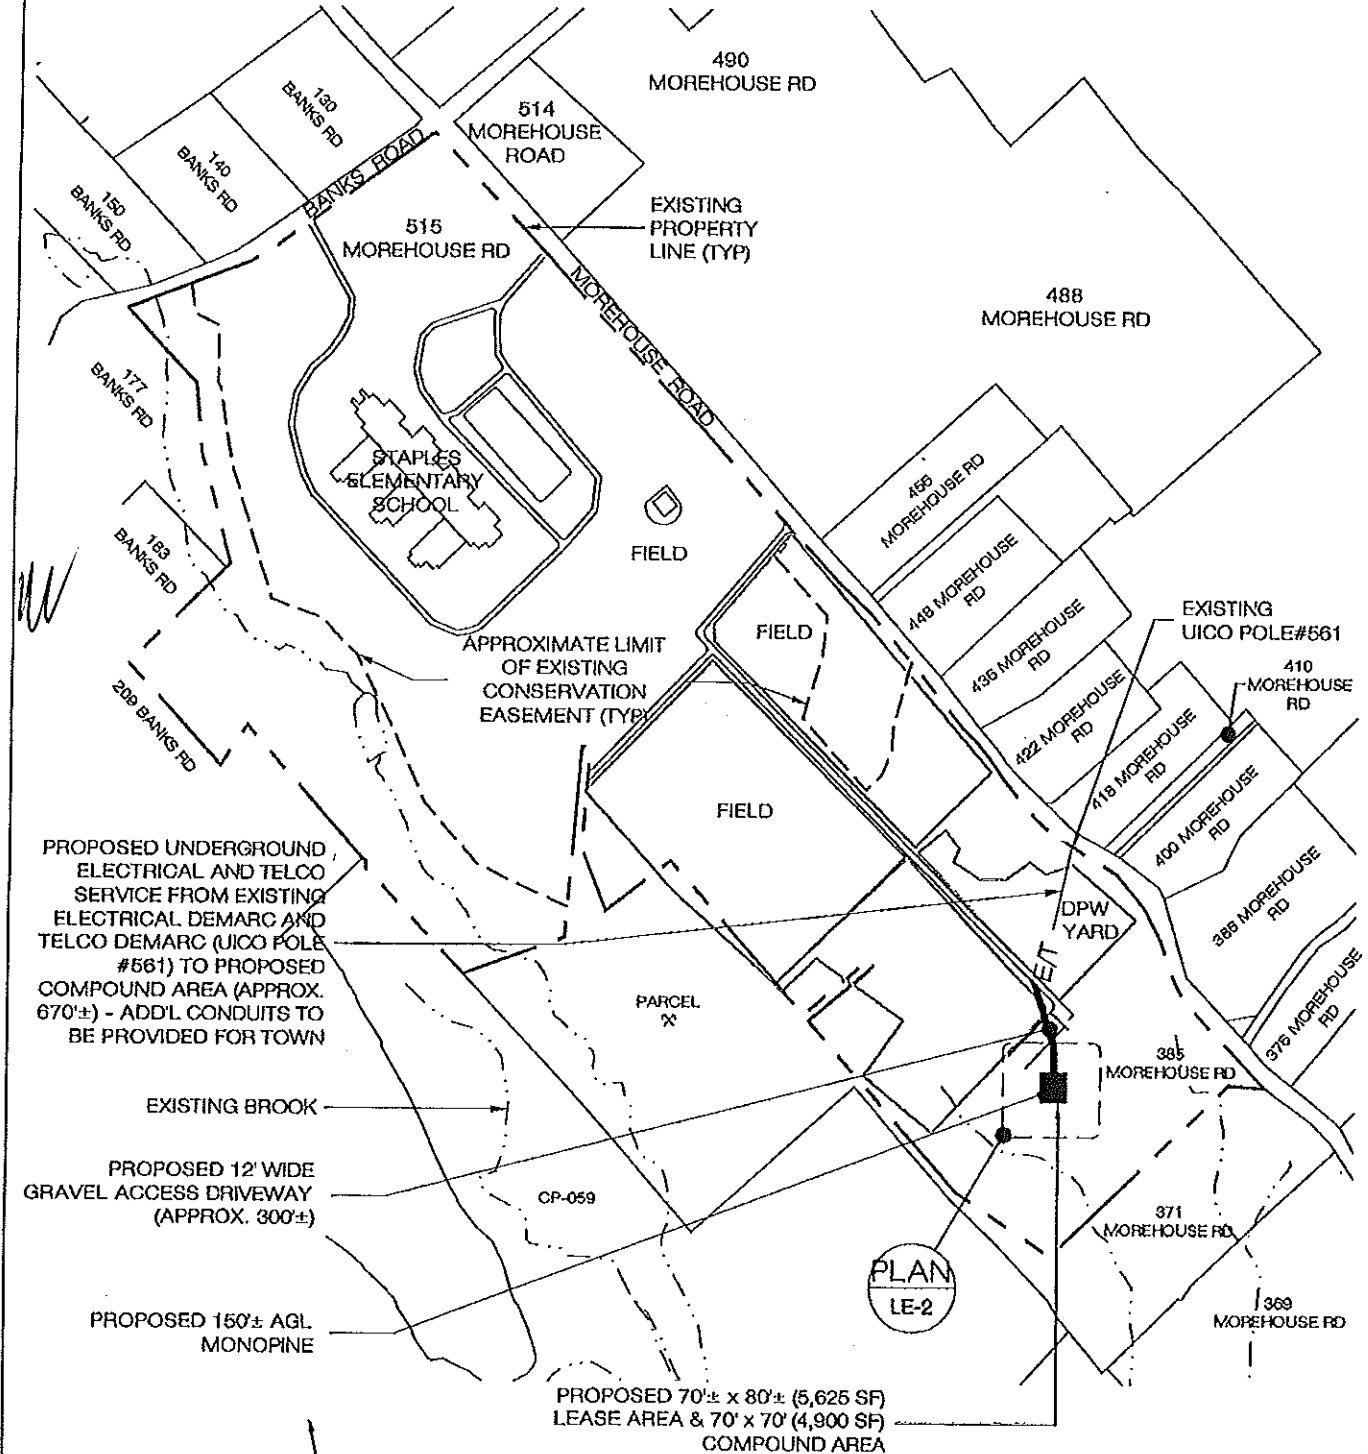 490
MOREHOUSE RD
130
BANKS RD
514
MOREHOUSE
ROAD
140
BANKS RD
BANKS ROAD
150
BANKS RD
EXISTING
PROPERTY
LINE (TYP)
515
MOREHOUSE RD
MOREHOUSE ROAD
488
MOREHOUSE RD
177
BANKS RD
STAPLES
ELEMENTARY
SCHOOL
456
MOREHOUSE RD
183
BANKS RD
FIELD
448 MOREHOUSE
RD
EXISTING
UICO POLE#561
FIELD
436 MOREHOUSE
RD
410
MOREHOUSE
RD
APPROXIMATE LIMIT
OF EXISTING
CONSERVATION
EASEMENT (TYP)
209 BANKS RD
422 MOREHOUSE
RD
418 MOREHOUSE
RD
FIELD
400 MOREHOUSE
RD
PROPOSED UNDERGROUND
ELECTRICAL AND TELCO
SERVICE FROM EXISTING
ELECTRICAL DEMARC AND
TELCO DEMARC (UICO POLE
#561) TO PROPOSED
COMPOUND AREA (APPROX.
670'±) - ADD'L CONDUITS TO
BE PROVIDED FOR TOWN
DPW
YARD
386 MOREHOUSE
RD
E/T
PARCEL
376 MOREHOUSE
RD
385
MOREHOUSE RD
EXISTING BROOK
PROPOSED 12' WIDE
GRAVEL ACCESS DRIVEWAY
(APPROX. 300'±)
CP-059
371
MOREHOUSE RD
PLAN
LE-2
369
MOREHOUSE RD
PROPOSED 150'± AGL
MONOPINE
PROPOSED 70'± x 80'± (5,625 SF)
LEASE AREA & 70' x 70' (4,900 SF)
COMPOUND AREA